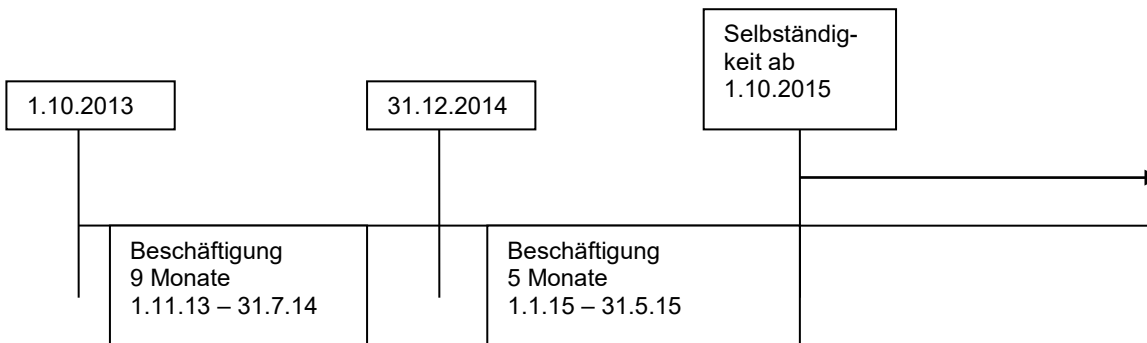 Selbständig-
keit ab
1.10.2015
1.10.2013
31.12.2014
Beschäftigung
9 Monate
1.11.13 – 31.7.14
Beschäftigung
5 Monate
1.1.15 – 31.5.15